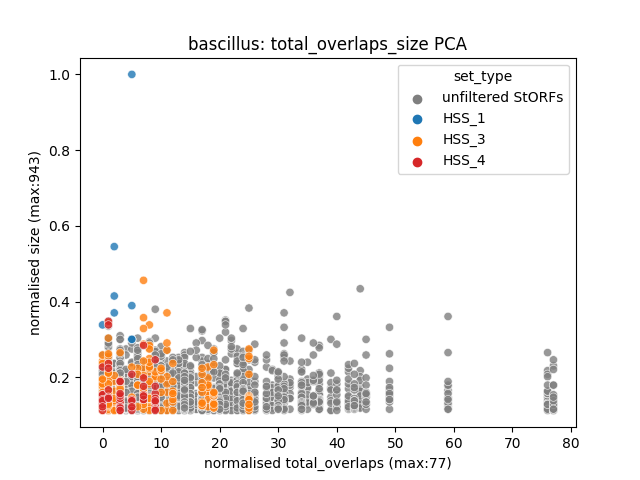 bascillus: total_overlaps_size PCA
set_type
unfiltered StORFs
HSS_1
HSS_3
HSS_4
normalised size (max:943)
1.0
0.8
0.6
0.4
0.2
0 10 20 30 40 50 60 70 80
normalised total_overlaps (max:77)